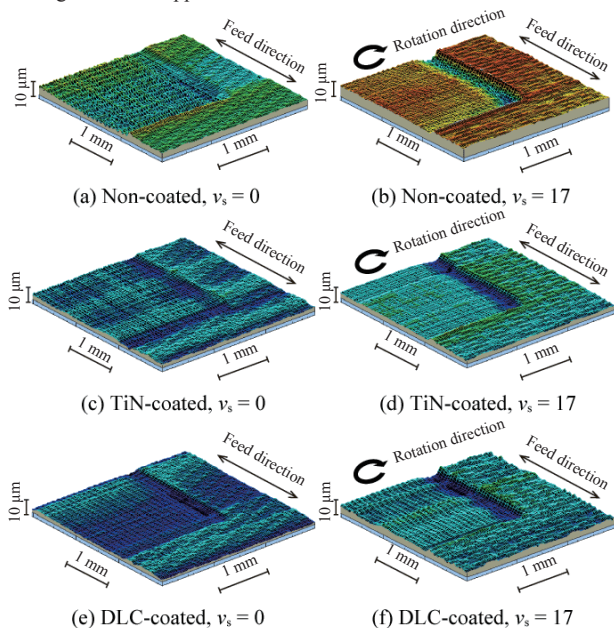 Feed direction
10 μm
1 mm
1 mm
(a) Non-coated, vs = 0
Rotation direction
Feed direction
10 μm
1 mm
1 mm
(b) Non-coated, vs = 17
Feed direction
10 μm
1 mm
1 mm
(c) TiN-coated, vs = 0
Rotation direction
Feed direction
10 μm
1 mm
1 mm
(d) TiN-coated, vs = 17
Feed direction
10 μm
1 mm
1 mm
(e) DLC-coated, vs = 0
Rotation direction
Feed direction
10 μm
1 mm
1 mm
(f) DLC-coated, vs = 17